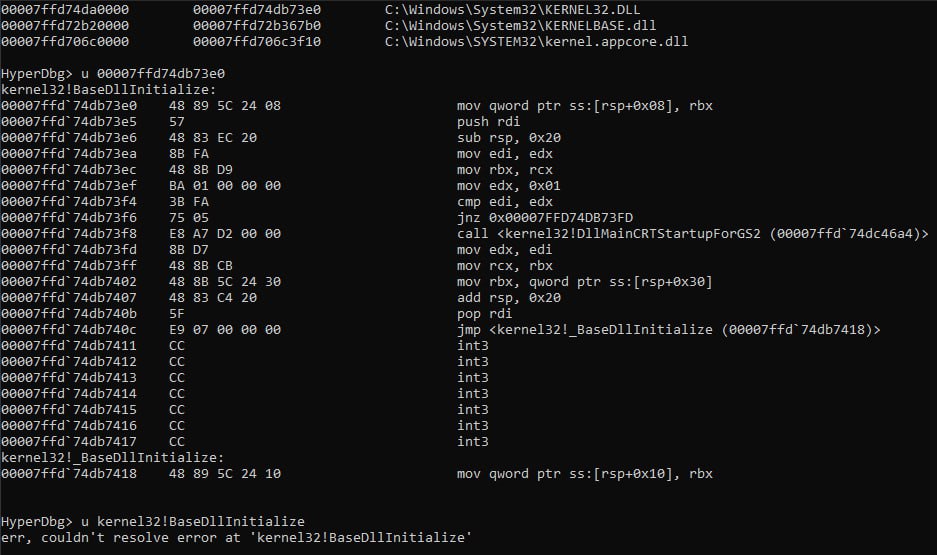 00007ffd74da0000 00007ffd74db73e0 C:\Windows\System32\KERNEL32.DLL
00007ffd72b20000 00007ffd72b367b0 C:\Windows\System32\KERNELBASE.dll
00007ffd706c0000 00007ffd706c3f10 C:\Windows\SYSTEM32\kernel.appcore.dll
HyperDbg> u 00007ffd74db73e0
kernel32!BaseDllInitialize:
00007ffd`74db73e0 48 89 5C 24 08 mov qword ptr ss:[rsp+0x08], rbx
00007ffd`74db73e5 57 push rdi
00007ffd`74db73e6 48 83 EC 20 sub rsp, 0x20
00007ffd`74db73ea 8B FA mov edi, edx
00007ffd`74db73ec 48 8B D9 mov rbx, rcx
00007ffd`74db73ef BA 01 00 00 00 mov edx, 0x01
00007ffd`74db73f4 3B FA cmp edi, edx
00007ffd`74db73f6 75 05 jnz 0x00007FFD74DB73FD
00007ffd`74db73f8 E8 A7 D2 00 00 call <kernel32!DllMainCRTStartupForGS2 (00007ffd`74dc46a4)>
00007ffd`74db73fd 8B D7 mov edx, edi
00007ffd`74db73ff 48 8B CB mov rcx, rbx
00007ffd`74db7402 48 8B 5C 24 30 mov rbx, qword ptr ss:[rsp+0x30]
00007ffd`74db7407 48 83 C4 20 add rsp, 0x20
00007ffd`74db740b 5F pop rdi
00007ffd`74db740c E9 07 00 00 00 jmp <kernel32!_BaseDllInitialize (00007ffd`74db7418)>
00007ffd`74db7411 CC int3
00007ffd`74db7412 CC int3
00007ffd`74db7413 CC int3
00007ffd`74db7414 CC int3
00007ffd`74db7415 CC int3
00007ffd`74db7416 CC int3
00007ffd`74db7417 CC int3
kernel32!_BaseDllInitialize:
00007ffd`74db7418 48 89 5C 24 10 mov qword ptr ss:[rsp+0x10], rbx
HyperDbg> u kernel32!BaseDllInitialize
err, couldn't resolve error at 'kernel32!BaseDllInitialize'